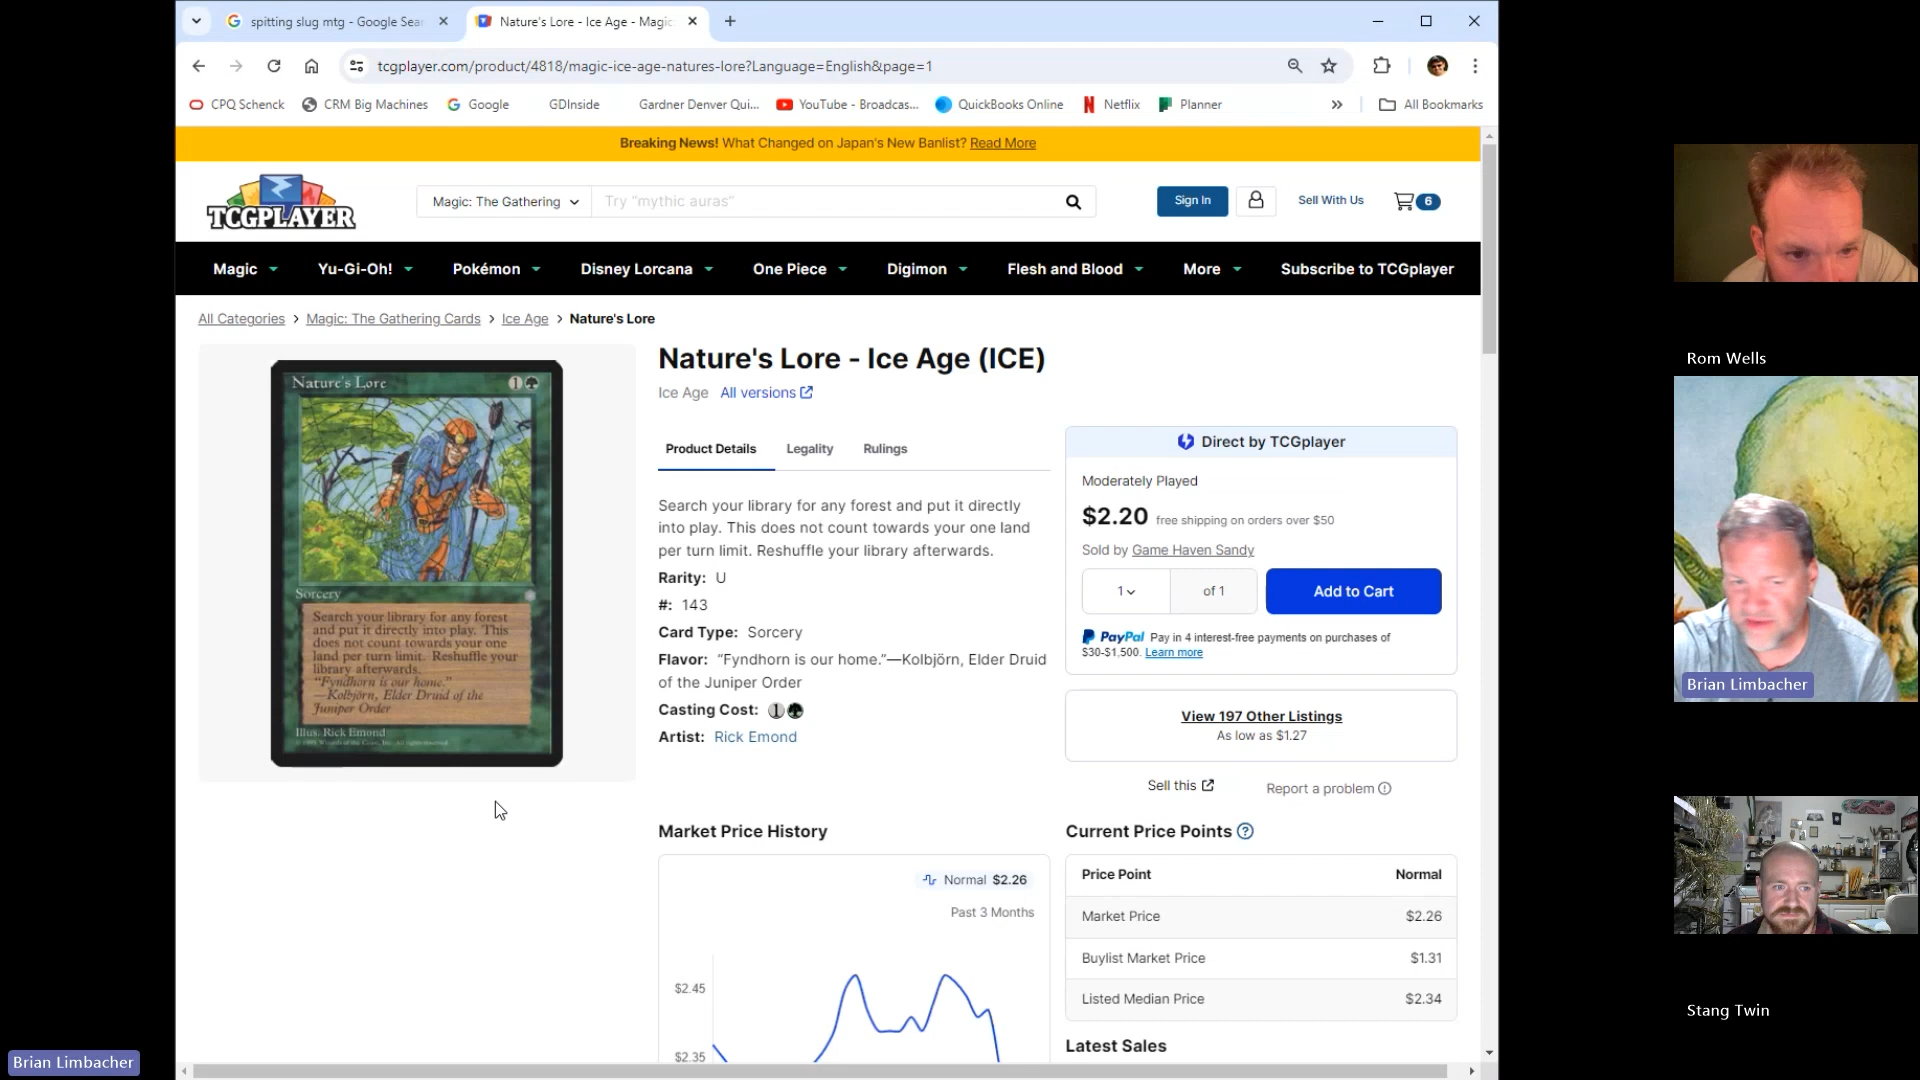 spitting slug mtg - Google Sear
Nature's Lore - Ice Age - Magic
tcgplayer.com/product/4818/magic-ice-age-natures-lore?Language=English&page=1
CPQ Schenck
CRM Big Machines
Google
GDInside
Gardner Denver Qui...
YouTube - Broadcas...
QuickBooks Online
Netflix
Planner
All Bookmarks
Breaking News! What Changed on Japan's New Banlist? Read More
TCGPLAYER
Magic: The Gathering
Try "mythic auras"
Sign In
Sell With Us
6
Magic
Yu-Gi-Oh!
Pokémon
Disney Lorcana
One Piece
Digimon
Flesh and Blood
More
Subscribe to TCGplayer
All Categories > Magic: The Gathering Cards > Ice Age > Nature's Lore
Nature's Lore
1
Sorcery
Search your library for any forest
and put it directly into play. This
does not count towards your one
land per turn limit. Reshuffle your
library afterwards.
"Fyndhorn is our home."
—Kolbjörn, Elder Druid of the
Juniper Order
Illus. Rick Emond
Nature's Lore - Ice Age (ICE)
Ice Age All versions
Product Details
Legality
Rulings
Search your library for any forest and put it directly
into play. This does not count towards your one land
per turn limit. Reshuffle your library afterwards.
Rarity: U
#: 143
Card Type: Sorcery
Flavor: “Fyndhorn is our home.”—Kolbjörn, Elder Druid
of the Juniper Order
Casting Cost: 1
Artist: Rick Emond
Direct by TCGplayer
Moderately Played
$2.20 free shipping on orders over $50
Sold by Game Haven Sandy
1
of 1
Add to Cart
PayPal Pay in 4 interest-free payments on purchases of
$30-$1,500. Learn more
View 197 Other Listings
As low as $1.27
Sell this
Report a problem
Market Price History
Normal $2.26
Past 3 Months
$2.45
$2.35
Current Price Points
Price Point Normal
Market Price $2.26
Buylist Market Price $1.31
Listed Median Price $2.34
Latest Sales
Rom Wells
Brian Limbacher
Stang Twin
Brian Limbacher